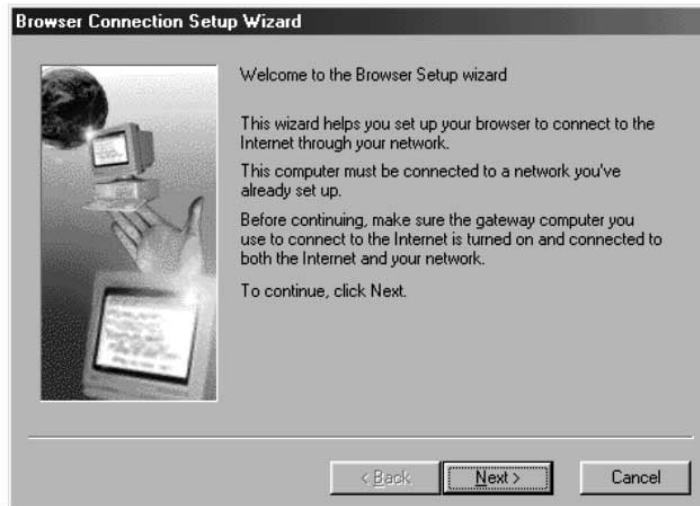 Browser Connection Setup Wizard
Welcome to the Browser Setup wizard
This wizard helps you set up your browser to connect to the
Internet through your network.
This computer must be connected to a network you've
already set up.
Before continuing, make sure the gateway computer you
use to connect to the Internet is turned on and connected to
both the Internet and your network.
To continue, click Next.
< Back
Next >
Cancel